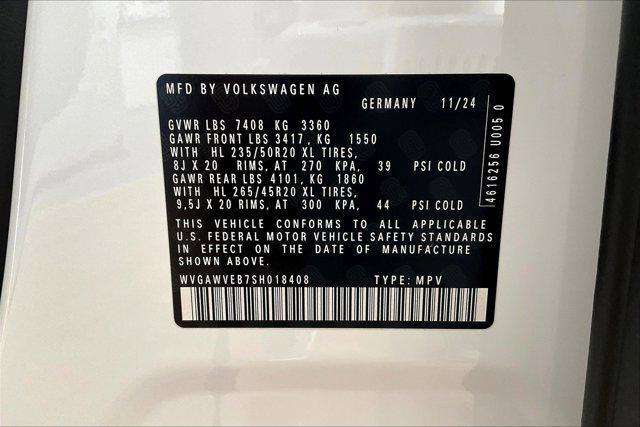 MFD BY VOLKSWAGEN AG
GERMANY 11/24
GVWR LBS 7408 KG 3360
GAWR FRONT LBS 3417 , KG 1550
WITH HL 235/50R20 XL TIRES,
8J X 20 RIMS, AT 270 KPA, 39 PSI COLD
GAWR REAR LBS 4101, KG 1860
WITH HL 265/45R20 XL TIRES,
9,5J X 20 RIMS, AT 300 KPA, 44 PSI COLD
THIS VEHICLE CONFORMS TO ALL APPLICABLE
U.S. FEDERAL MOTOR VEHICLE SAFETY STANDARDS
IN EFFECT ON THE DATE OF MANUFACTURE
SHOWN ABOVE.
WVGAWVEB7SH018408 TYPE: MPV
4616256 U005 0